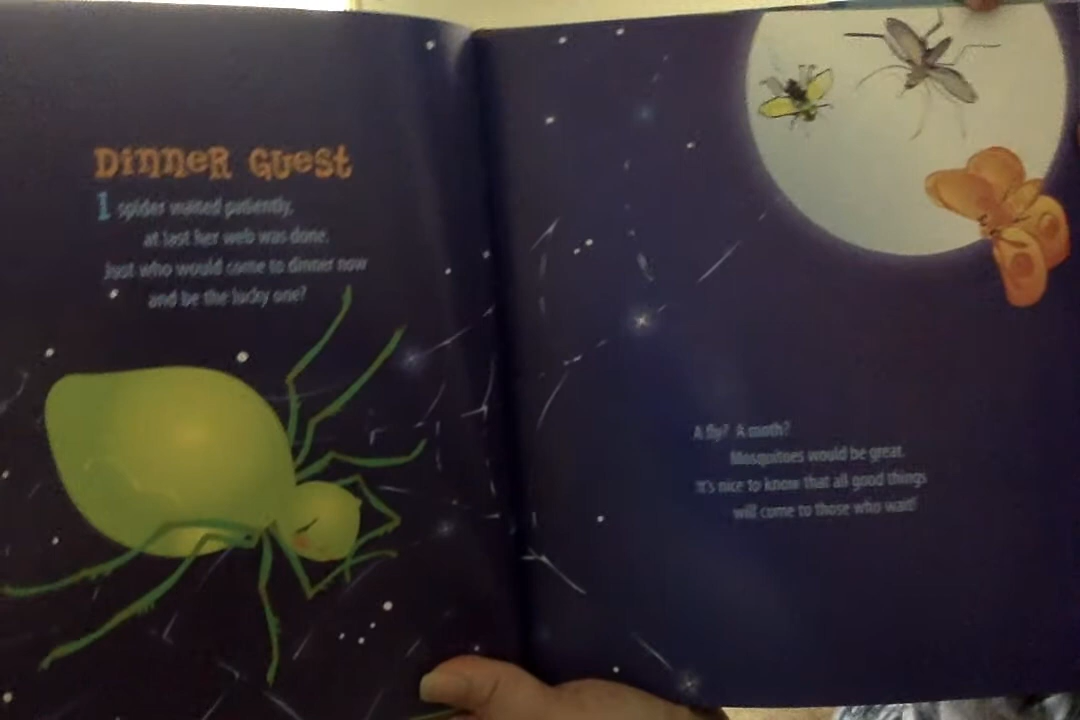 Dinner Guest
1 spider waited patiently,
at last her web was done.
Just who would come to dinner now
and be the lucky one?
A fly? A moth?
Mosquitoes would be great.
It's nice to know that all good things
will come to those who wait!